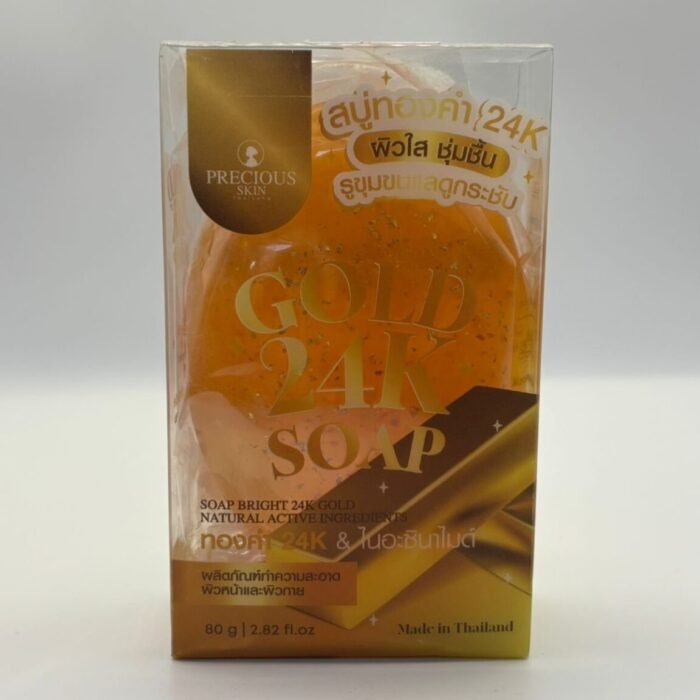 สบู่ทองคำ 24K
ผิวใส ชุ่มชื้น
รูขุมขนแลดูกระชับ
PRECIOUS
SKIN
GOLD
24K
SOAP
SOAP BRIGHT 24K GOLD
NATURAL ACTIVE INGREDIENTS
ทองคำ 24K & ไนอะซินาไมด์
ผลิตภัณฑ์ทำความสะอาด
ผิวหน้าและผิวกาย
80 g | 2.82 fl.oz
Made in Thailand